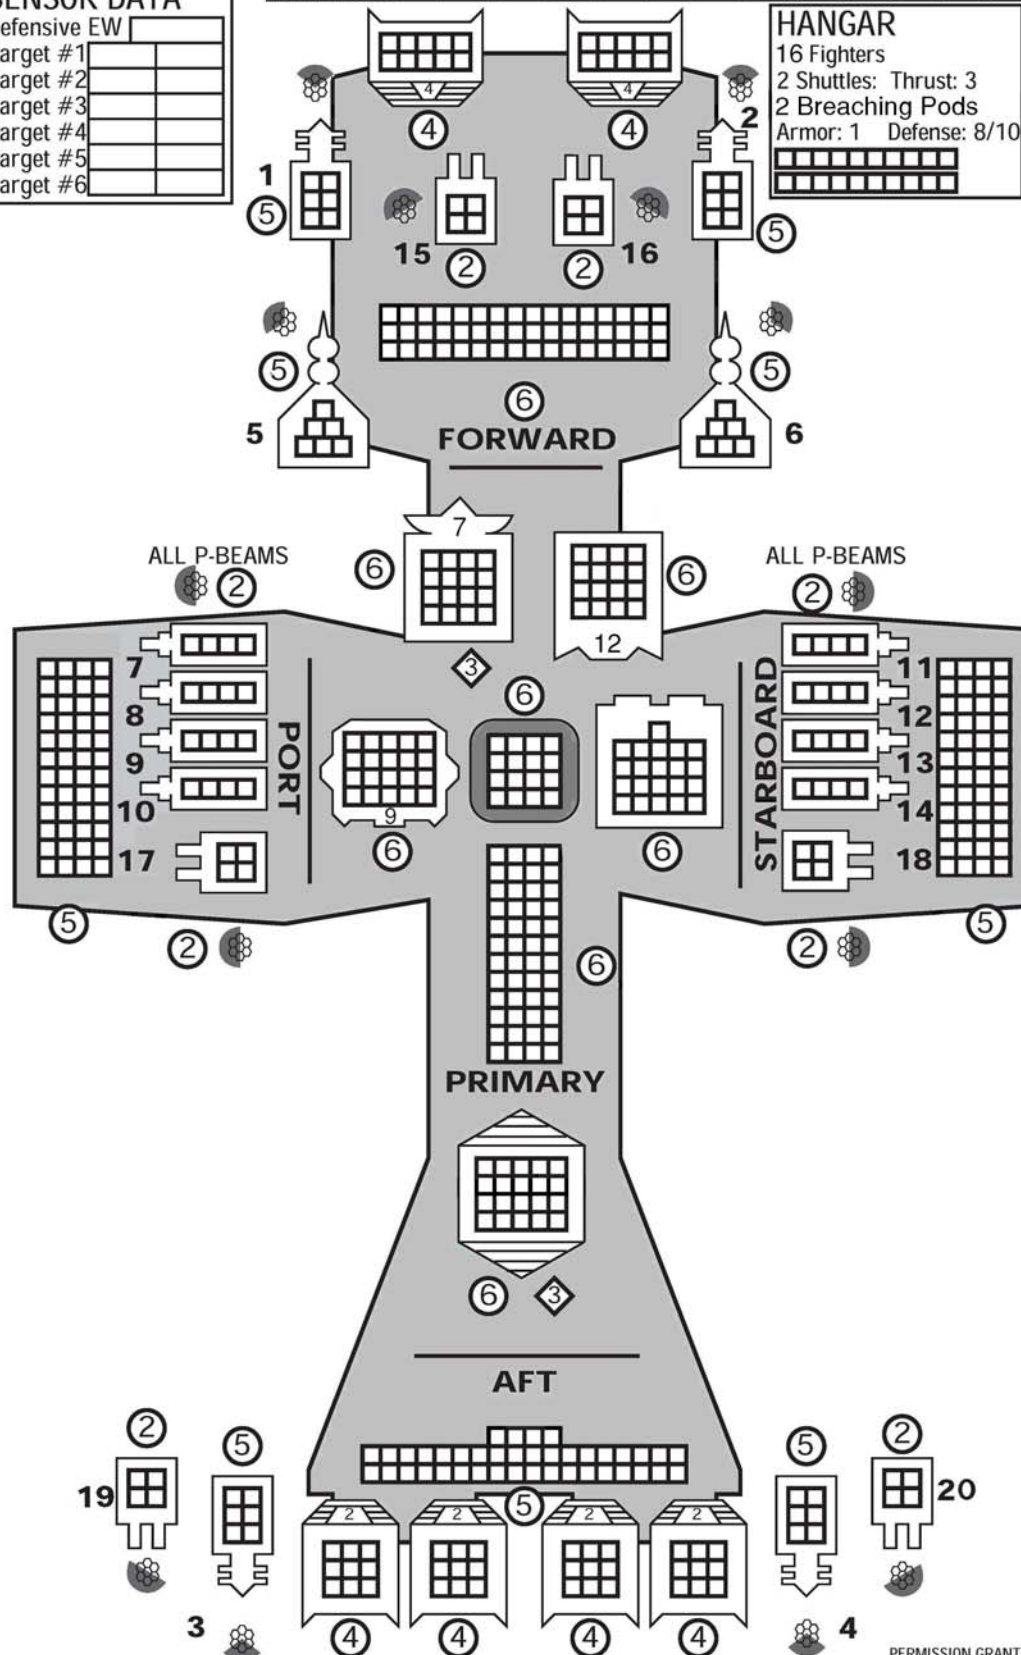 SENSOR DATA
efensive EW
arget #1
arget #2
arget #3
arget #4
arget #5
arget #6
HANGAR
16 Fighters
2 Shuttles: Thrust: 3
2 Breaching Pods
Armor: 1 Defense: 8/10
4 4
4 4
1 2
5 5
15 16
2 2
5 5
6
5 6
FORWARD
7
6 6
12
ALL P-BEAMS ALL P-BEAMS
2 2
3
6
7 11
8 12
9 13
10 14
17 18
PORT
STARBOARD
9
6 6
5 5
2 2
6
PRIMARY
6 3
AFT
2 5 5 2
19 20
5
2 2 2 2
3 4
4 4 4 4
PERMISSION GRANT